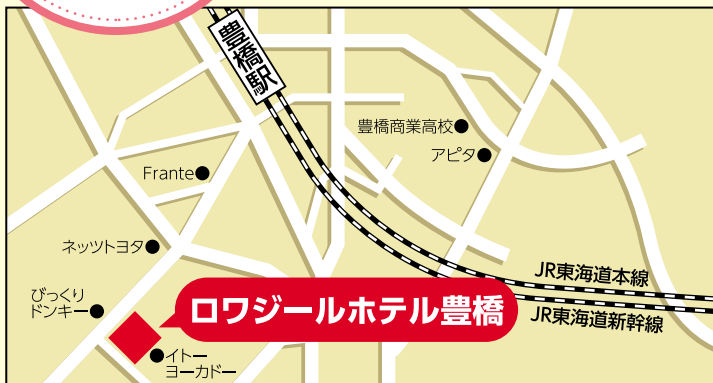 豊橋駅
豊橋商業高校
アピタ
Frante
ネッツトヨタ
JR東海道本線
びっくり
ドンキー
ロワジールホテル豊橋
JR東海道新幹線
イトー
ヨーカドー